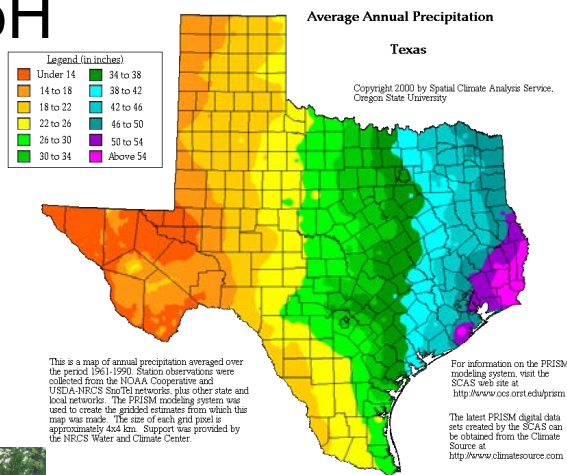 pH
Average Annual Precipitation
Texas
Legend (in inches)
Under 14
14 to 18
18 to 22
22 to 26
26 to 30
30 to 34
34 to 38
38 to 42
42 to 46
46 to 50
50 to 54
Above 54
Copyright 2000 by Spatial Climate Analysis Service,
Oregon State University
This is a map of annual precipitation averaged over
the period 1961-1990. Station observations were
collected from the NOAA Cooperative and
USDA-NRCS SnoTel networks, plus other state and
local networks. The PRISM modeling system was
used to create the gridded estimates from which this
map was made. The size of each grid pixel is
approximately 4x4 km. Support was provided by
the NRCS Water and Climate Center.
For information on the PRISM
modeling system, visit the
SCAS web site at
http://www.ocs.orst.edu/prism
The latest PRISM digital data
sets created by the SCAS can
be obtained from the Climate
Source at
http://www.climatesource.com